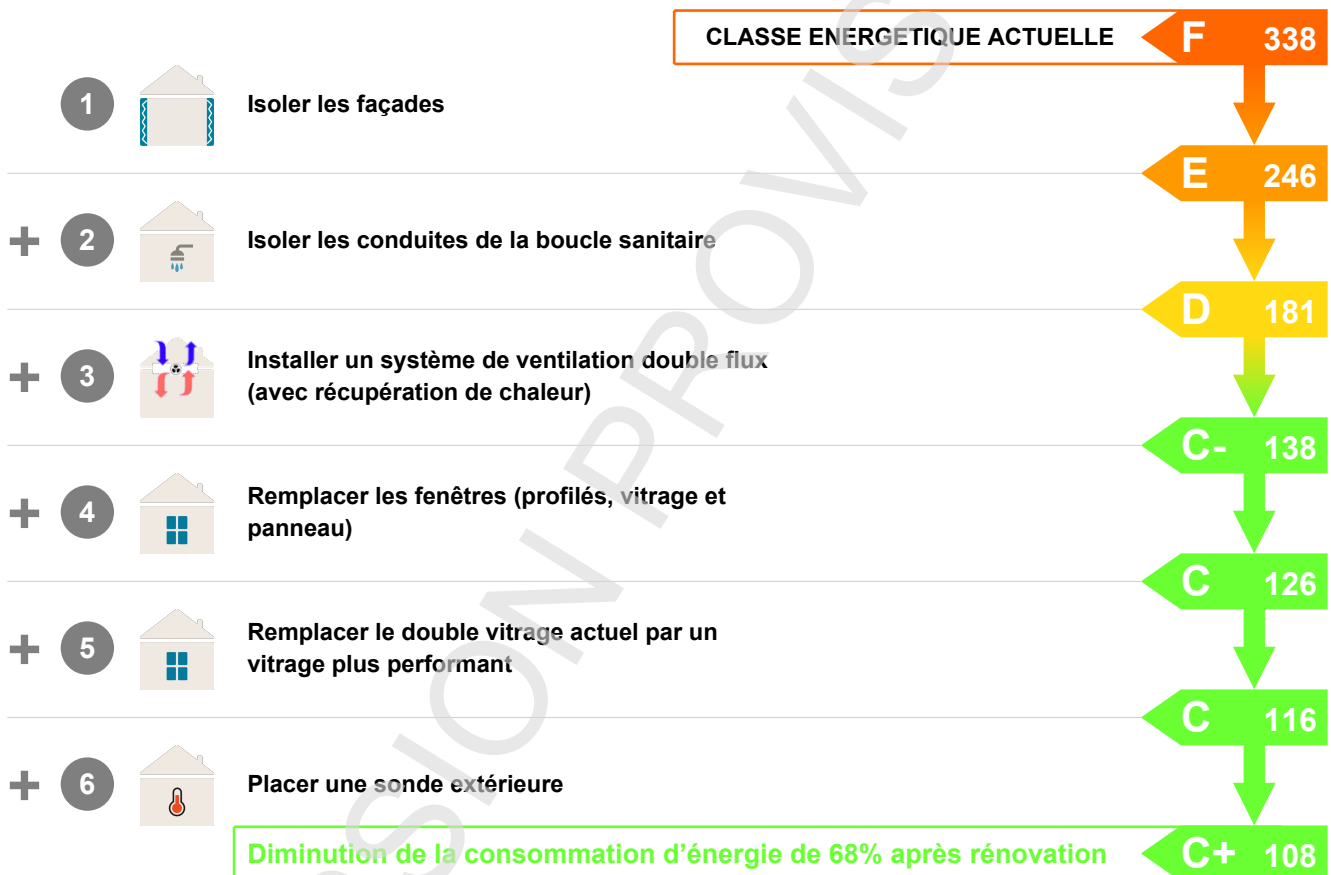 CLASSE ENERGETIQUE ACTUELLE F 338
1 Isoler les façades
E 246
+ 2 Isoler les conduites de la boucle sanitaire
D 181
+ 3 Installer un système de ventilation double flux
(avec récupération de chaleur)
C- 138
+ 4 Remplacer les fenêtres (profilés, vitrage et
panneau)
C 126
+ 5 Remplacer le double vitrage actuel par un
vitrage plus performant
C 116
+ 6 Placer une sonde extérieure
Diminution de la consommation d’énergie de 68% après rénovation C+ 108
SION PROVIS